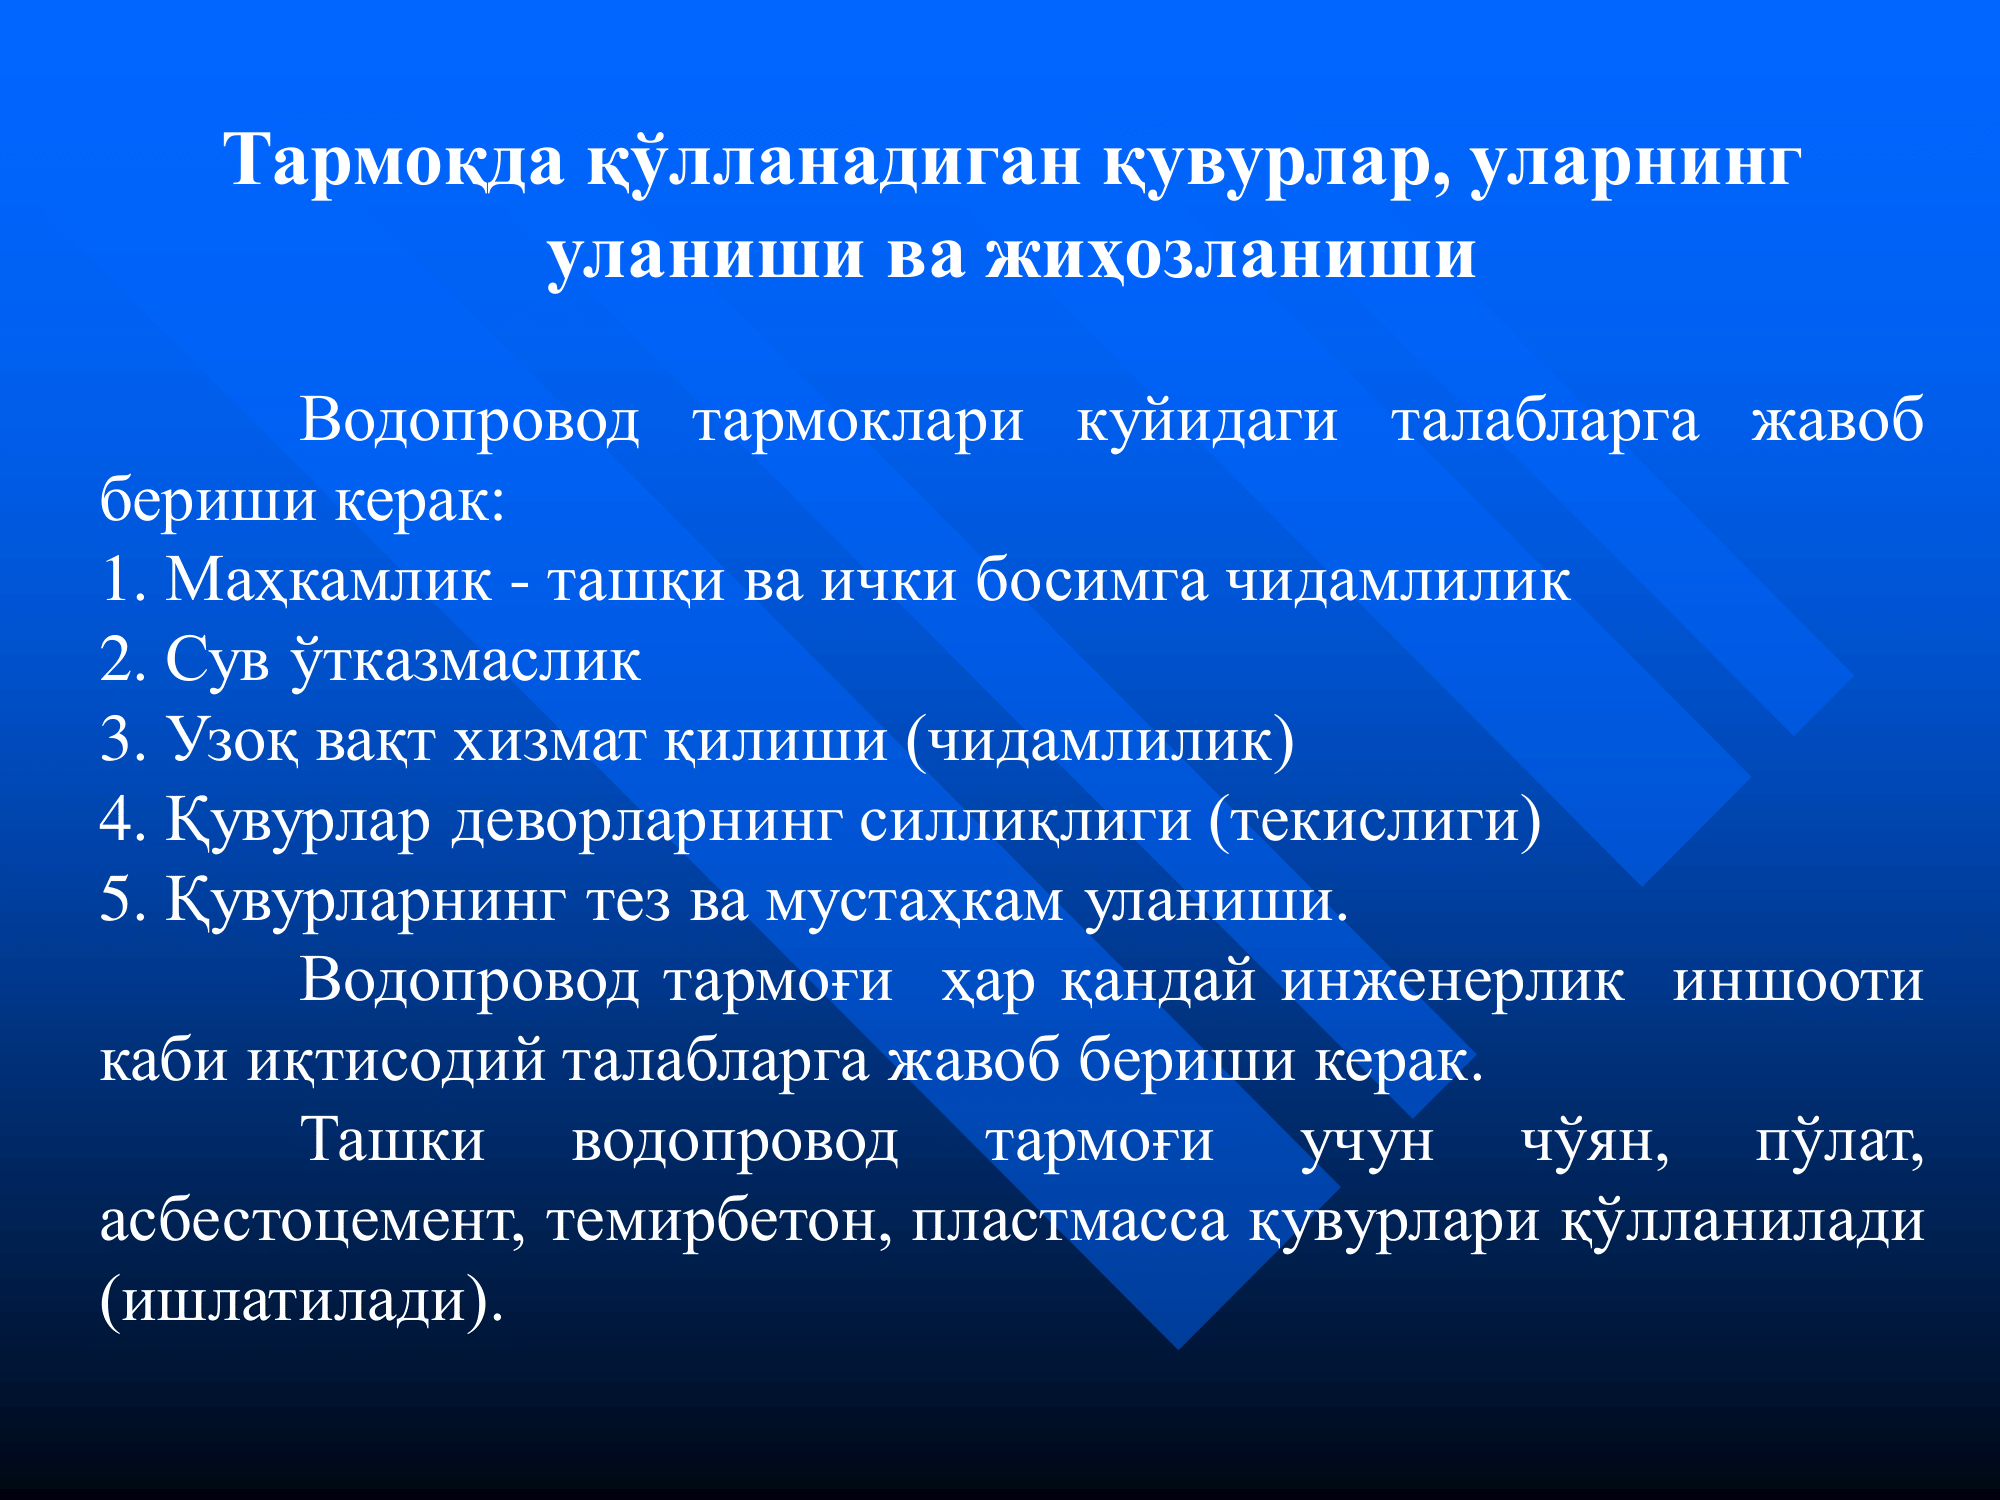 Тармоқда қўлланадиган қувурлар, уларнинг
уланиши ва жиҳозланиши
Водопровод тармоклари куйидаги талабларга жавоб
бериши керак:
1. Маҳкамлик - ташқи ва ички босимга чидамлилик
2. Сув ўтказмаслик
3. Узоқ вақт хизмат қилиши (чидамлилик)
4. Қувурлар деворларнинг силлиқлиги (текислиги)
5. Қувурларнинг тез ва мустаҳкам уланиши.
Водопровод тармоғи ҳар қандай инженерлик иншооти
каби иқтисодий талабларга жавоб бериши керак.
Ташки водопровод тармоғи учун чўян, пўлат,
асбестоцемент, темирбетон, пластмасса қувурлари қўлланилади
(ишлатилади).